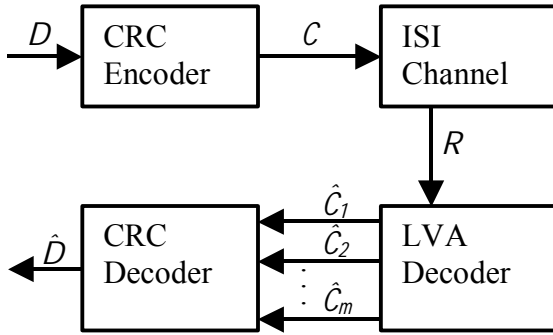 D
CRC
Encoder
C
ISI
Channel
R
D̂
CRC
Decoder
Ĉ1
Ĉ2
Ĉm
LVA
Decoder